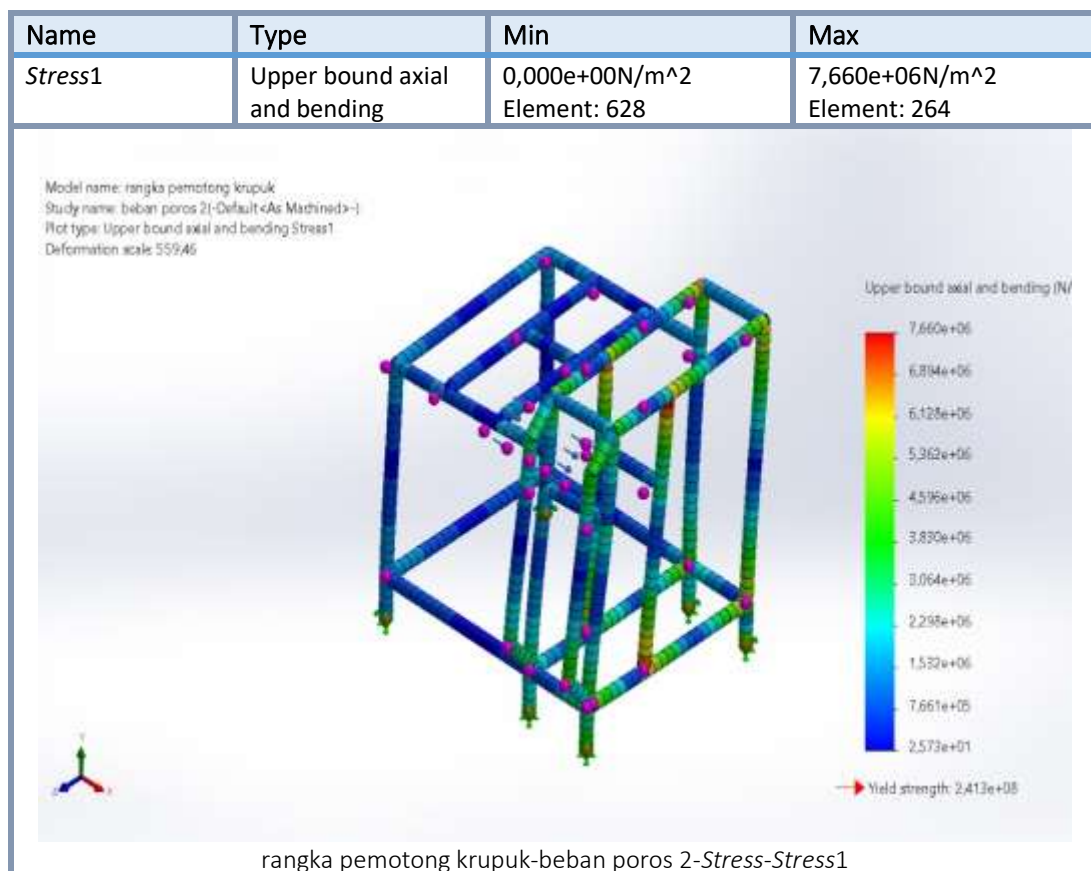 Name Type Min Max
Stress1 Upper bound axial 0,000e+00N/m^2 7,660e+06N/m^2
and bending Element: 628 Element: 264
Model name: rangka pemotong krupuk
Study name: beban poros 2(-Default<As Machined>-)
Plot type: Upper bound axial and bending Stress1
Deformation scale: 559,46
Upper bound axial and bending (N/
7,660e+06
6,894e+06
6,128e+06
5,362e+06
4,596e+06
3,830e+06
3,064e+06
2,298e+06
1,532e+06
7,661e+05
2,573e+01
Yield strength: 2,413e+08
Y
Z
X
rangka pemotong krupuk-beban poros 2-Stress-Stress1